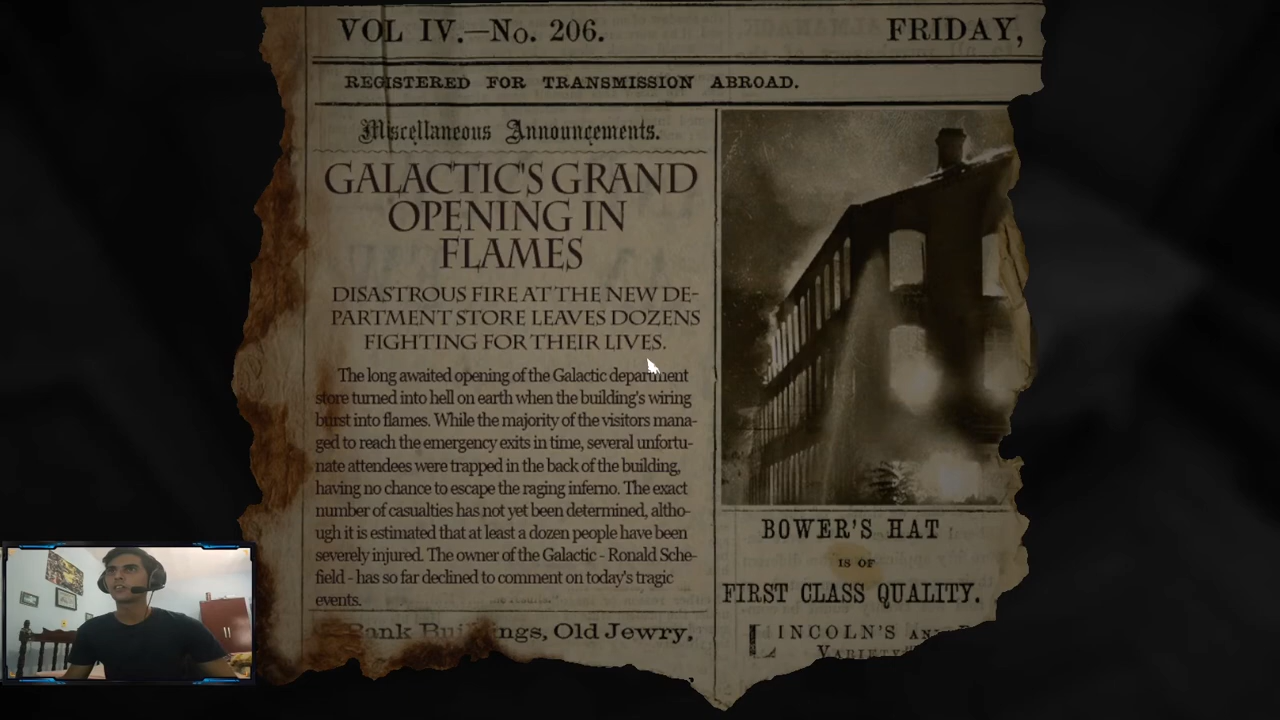 VOL IV.—No. 206.
FRIDAY,
REGISTERED FOR TRANSMISSION ABROAD.
Miscellaneous Announcements.
GALACTIC'S GRAND
OPENING IN
FLAMES
DISASTROUS FIRE AT THE NEW DE-
PARTMENT STORE LEAVES DOZENS
FIGHTING FOR THEIR LIVES.
The long awaited opening of the Galactic department
store turned into hell on earth when the building's wiring
burst into flames. While the majority of the visitors mana-
ged to reach the emergency exits in time, several unfortu-
nate attendees were trapped in the back of the building,
having no chance to escape the raging inferno. The exact
number of casualties has not yet been determined, altho-
ugh it is estimated that at least a dozen people have been
severely injured. The owner of the Galactic - Ronald Sche-
field - has so far declined to comment on today's tragic
events.
Bank Buildings, Old Jewry,
BOWER'S HAT
IS OF
FIRST CLASS QUALITY.
LINCOLN'S